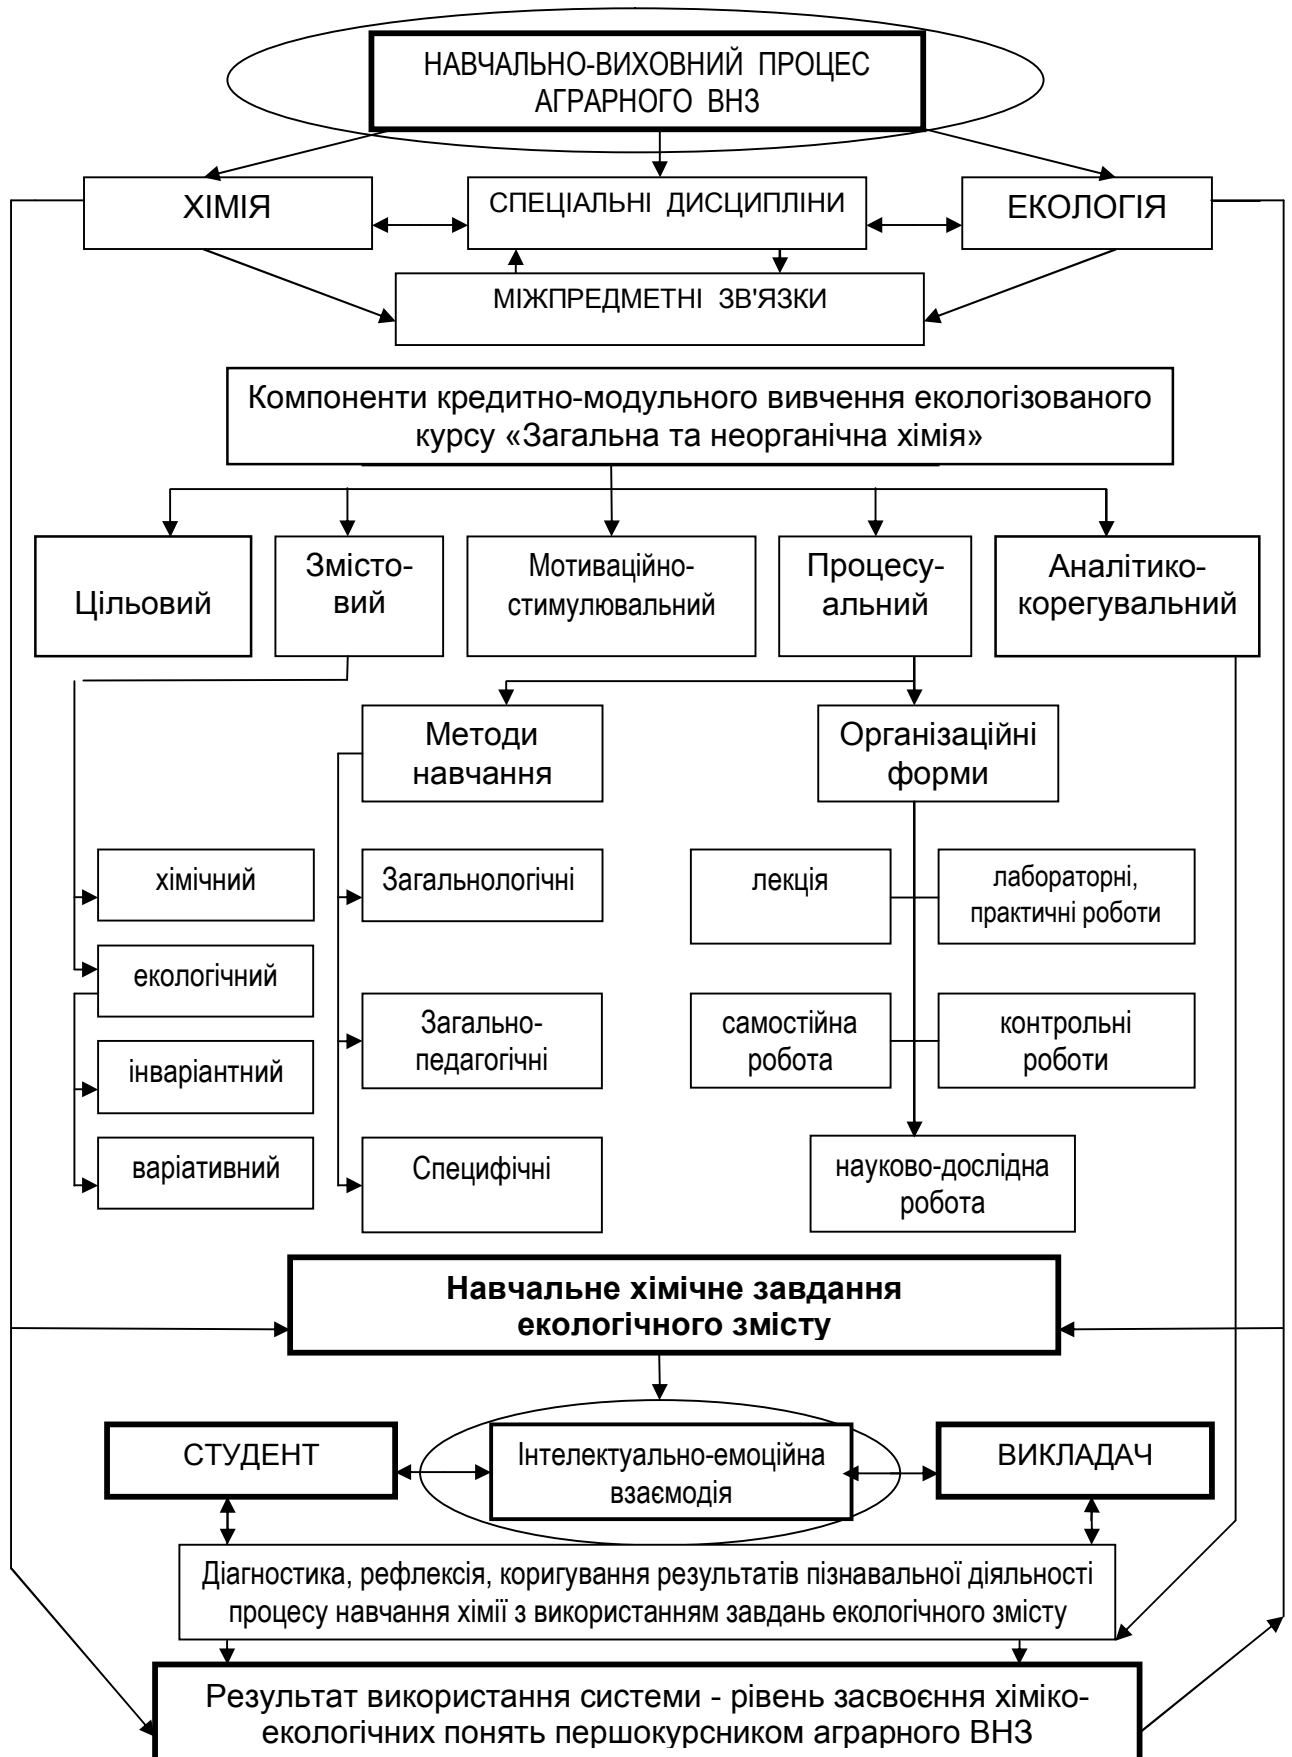 НАВЧАЛЬНО-ВИХОВНИЙ ПРОЦЕС
АГРАРНОГО ВНЗ
ХІМІЯ
СПЕЦІАЛЬНІ ДИСЦИПЛІНИ
ЕКОЛОГІЯ
МІЖПРЕДМЕТНІ ЗВ'ЯЗКИ
Компоненти кредитно-модульного вивчення екологізованого
курсу «Загальна та неорганічна хімія»
Цільовий
Змісто-
вий
Мотиваційно-
стимулювальний
Процесу-
альний
Аналітико-
корегувальний
Методи
навчання
Організаційні
форми
хімічний
екологічний
інваріантний
варіативний
Загальнологічні
Загально-
педагогічні
Специфічні
лекція
лабораторні,
практичні роботи
самостійна
робота
контрольні
роботи
науково-дослідна
робота
Навчальне хімічне завдання
екологічного змісту
СТУДЕНТ
Інтелектуально-емоційна
взаємодія
ВИКЛАДАЧ
Діагностика, рефлексія, коригування результатів пізнавальної діяльності
процесу навчання хімії з використанням завдань екологічного змісту
Результат використання системи - рівень засвоєння хіміко-
екологічних понять першокурсником аграрного ВНЗ